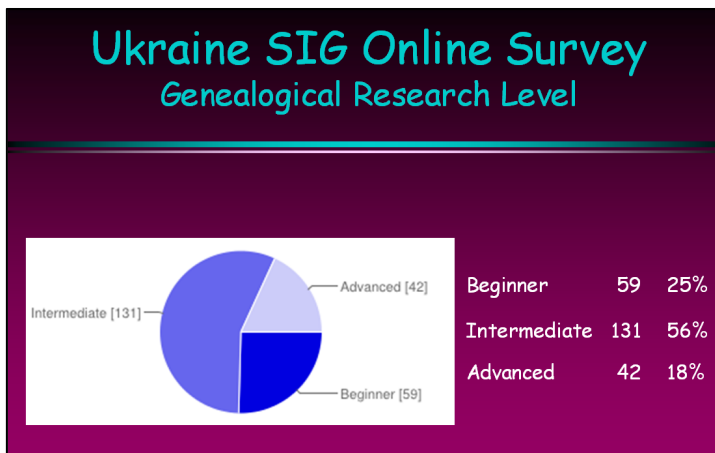 Ukraine SIG Online Survey
Genealogical Research Level
Advanced [42]
Intermediate [131]
Beginner [59]
Beginner 59 25%
Intermediate 131 56%
Advanced 42 18%